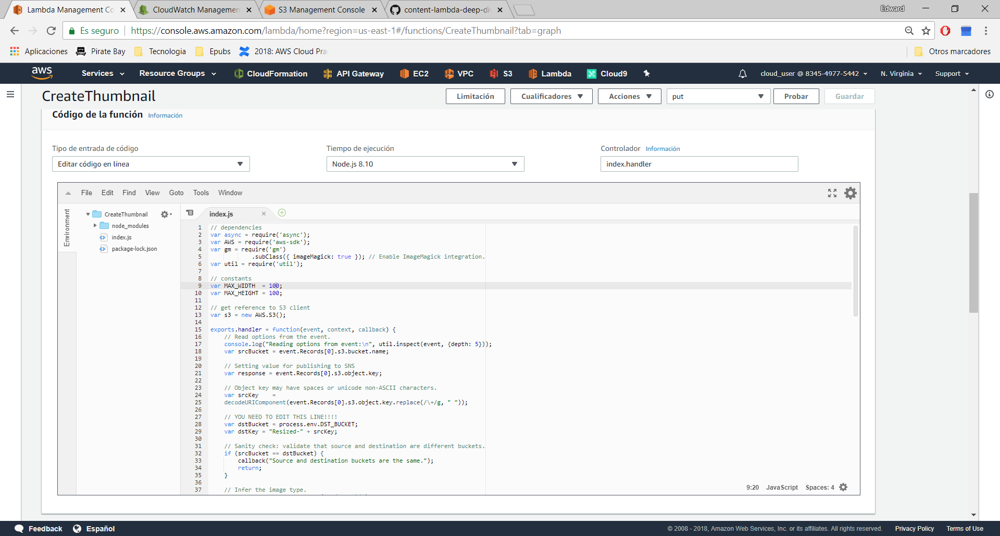 Lambda Management Co
CloudWatch Managemen
S3 Management Console
content-lambda-deep-di
Edward
Es seguro
https://console.aws.amazon.com/lambda/home?region=us-east-1#/functions/CreateThumbnail?tab=graph
Aplicaciones
Pirate Bay
Tecnologia
Epubs
2018: AWS Cloud Pra
Otros marcadores
aws
Services
Resource Groups
CloudFormation
API Gateway
EC2
VPC
S3
Lambda
Cloud9
cloud_user @ 8345-4977-5442
N. Virginia
Support
CreateThumbnail
Limitación
Cualificadores
Acciones
put
Probar
Guardar
Código de la función Información
Tipo de entrada de código
Editar código en línea
Tiempo de ejecución
Node.js 8.10
Controlador Información
index.handler
File Edit Find View Goto Tools Window
Environment
CreateThumbnail
node_modules
index.js
package-lock.json
index.js
1 // dependencies
2 var async = require('async');
3 var AWS = require('aws-sdk');
4 var gm = require('gm')
5 .subClass({ imageMagick: true }); // Enable ImageMagick integration.
6 var util = require('util');
7
8 // constants
9 var MAX_WIDTH  = 100;
10 var MAX_HEIGHT = 100;
11
12 // get reference to S3 client
13 var s3 = new AWS.S3();
14
15 exports.handler = function(event, context, callback) {
16 // Read options from the event.
17 console.log("Reading options from event:\n", util.inspect(event, {depth: 5}));
18 var srcBucket = event.Records[0].s3.bucket.name;
19
20 // Setting value for publishing to SNS
21 var response = event.Records[0].s3.object.key;
22
23 // Object key may have spaces or unicode non-ASCII characters.
24 var srcKey    =
25 decodeURIComponent(event.Records[0].s3.object.key.replace(/\+/g, " "));
26
27 // YOU NEED TO EDIT THIS LINE!!!!
28 var dstBucket = process.env.DST_BUCKET;
29 var dstKey = "Resized-" + srcKey;
30
31 // Sanity check: validate that source and destination are different buckets.
32 if (srcBucket == dstBucket) {
33 callback("Source and destination buckets are the same.");
34 return;
35 }
36
37 // Infer the image type.
9:20 JavaScript Spaces: 4
Feedback
Español
© 2008 - 2018, Amazon Web Services, Inc. or its affiliates. All rights reserved.
Privacy Policy
Terms of Use